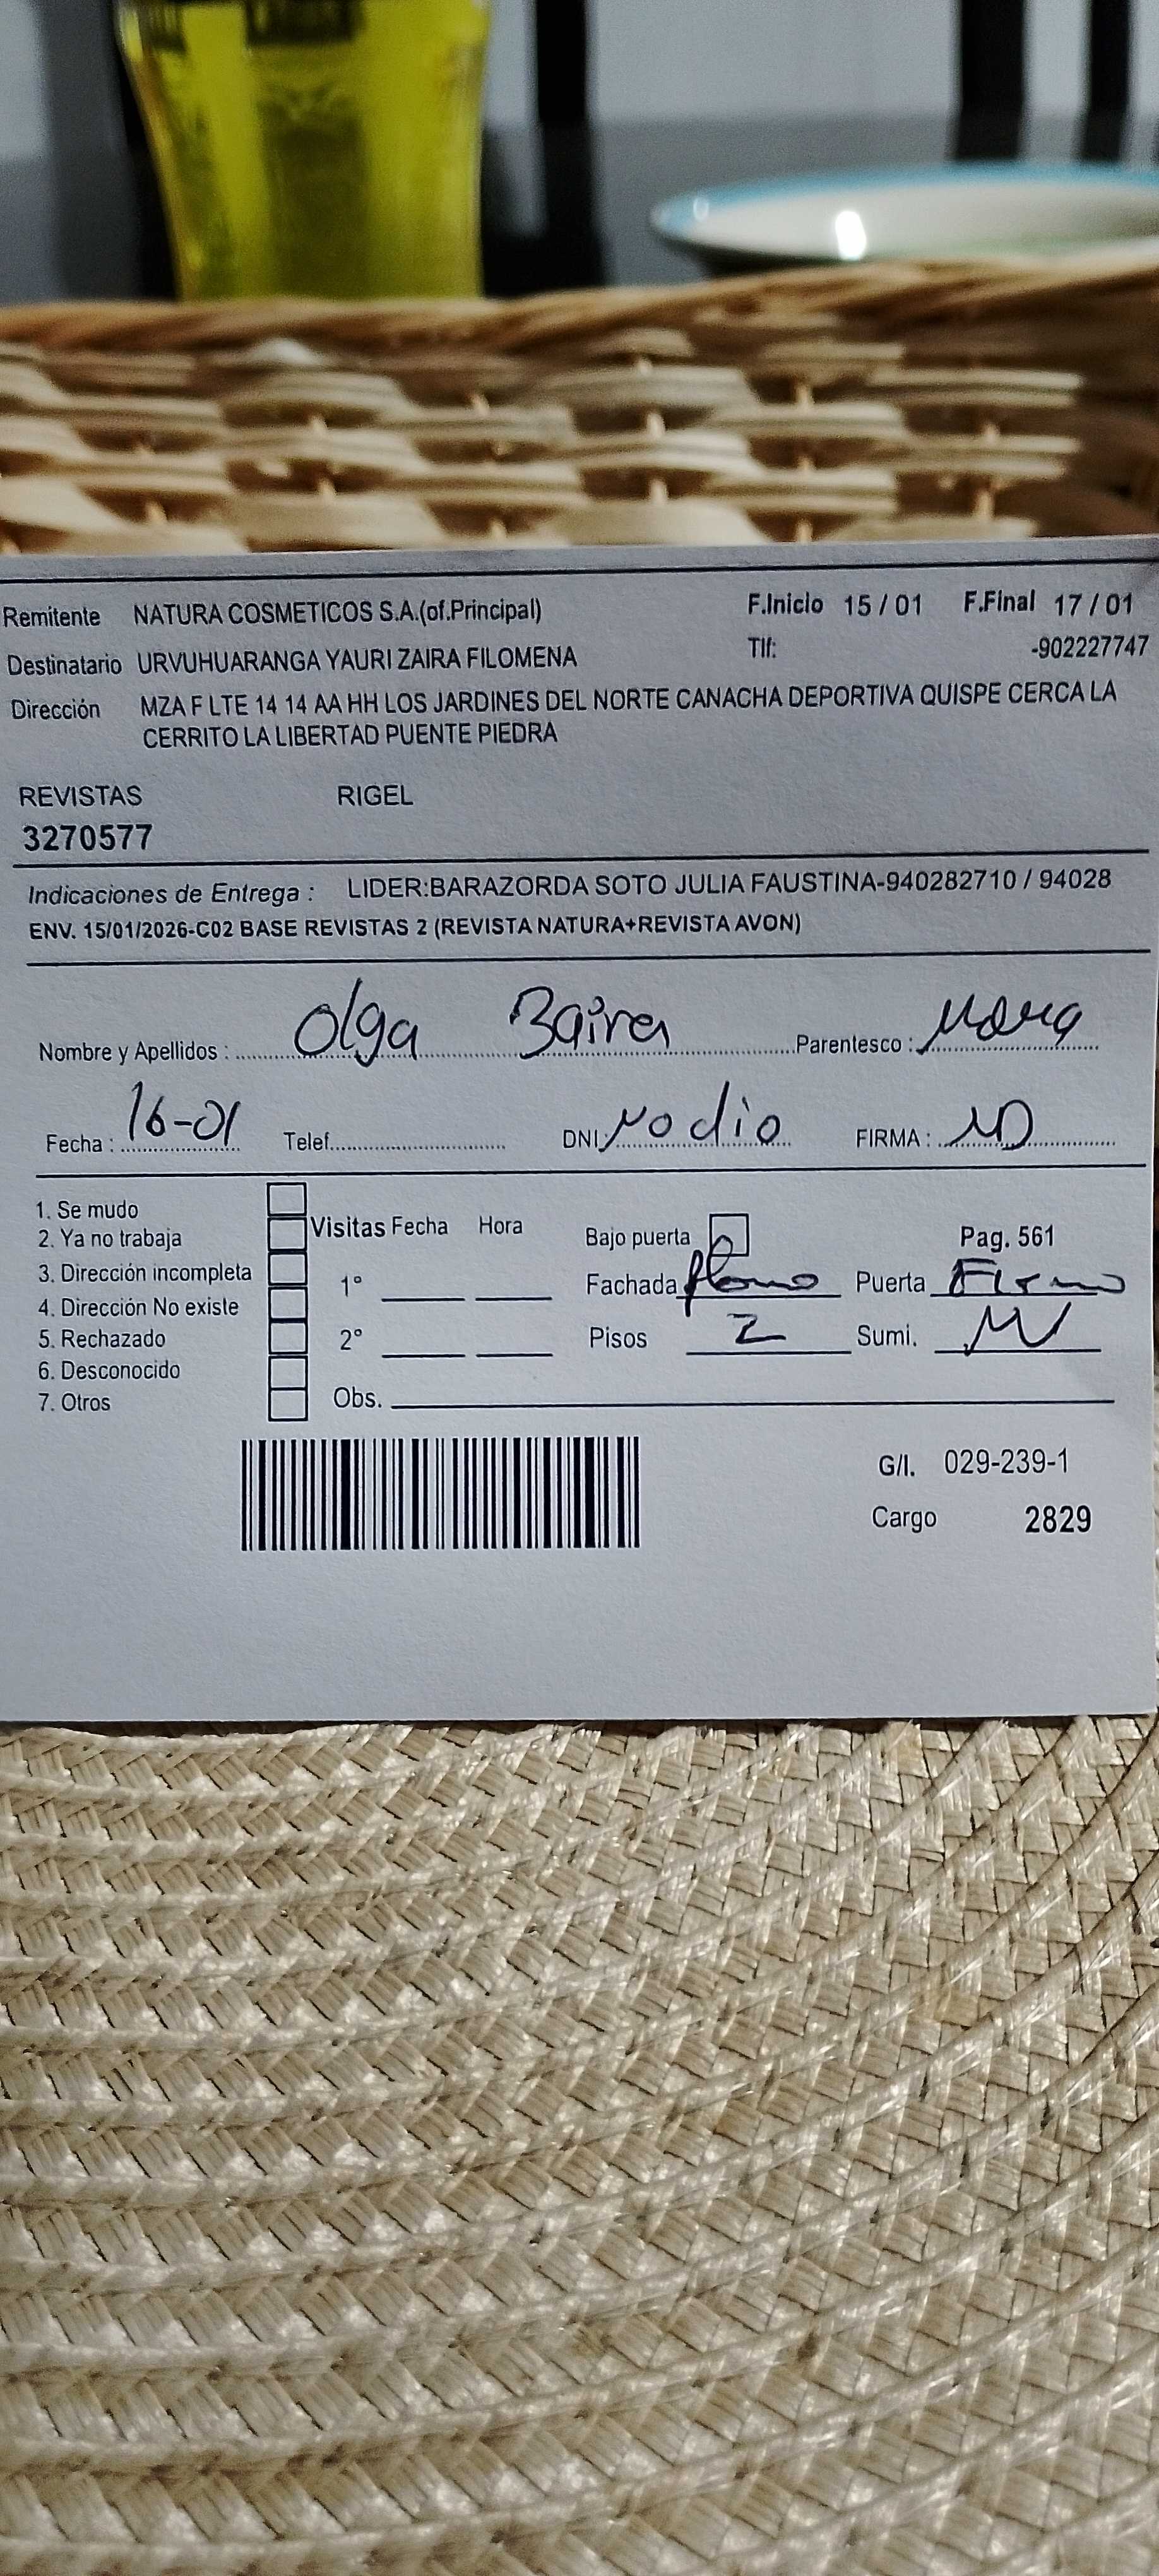 Remitente NATURA COSMETICOS S.A.(of.Principal) F.Inicio 15 / 01 F.Final 17 / 01
Destinatario URVUHUARANGA YAURI ZAIRA FILOMENA Tlf: -902227747
Dirección MZA F LTE 14 14 AA HH LOS JARDINES DEL NORTE CANACHA DEPORTIVA QUISPE CERCA LA
CERRITO LA LIBERTAD PUENTE PIEDRA
REVISTAS RIGEL
3270577
Indicaciones de Entrega : LIDER:BARAZORDA SOTO JULIA FAUSTINA-940282710 / 94028
ENV. 15/01/2026-C02 BASE REVISTAS 2 (REVISTA NATURA+REVISTA AVON)
Nombre y Apellidos : Olga Parentesco :
Fecha : 16-01 Telef. DNI No dio FIRMA : ND
1. Se mudo
2. Ya no trabaja Visitas Fecha Hora Bajo puerta Pag. 561
3. Dirección incompleta 1° Fachada plomo Puerta
4. Dirección No existe
5. Rechazado 2° Pisos 2 Sumi.
6. Desconocido
7. Otros Obs.
G/I. 029-239-1
Cargo 2829